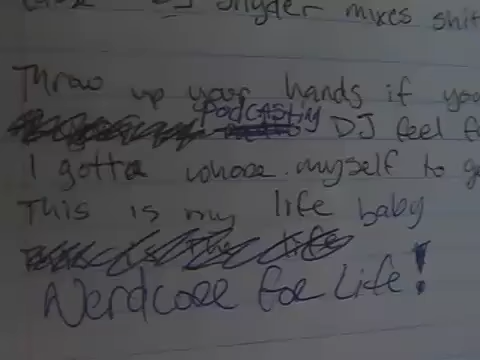 DJ Snyder mixes shit
Throw up your hands if you
Podcasting DJ feel
I gotta whore myself to
This is my life baby
Nerdcore for Life!